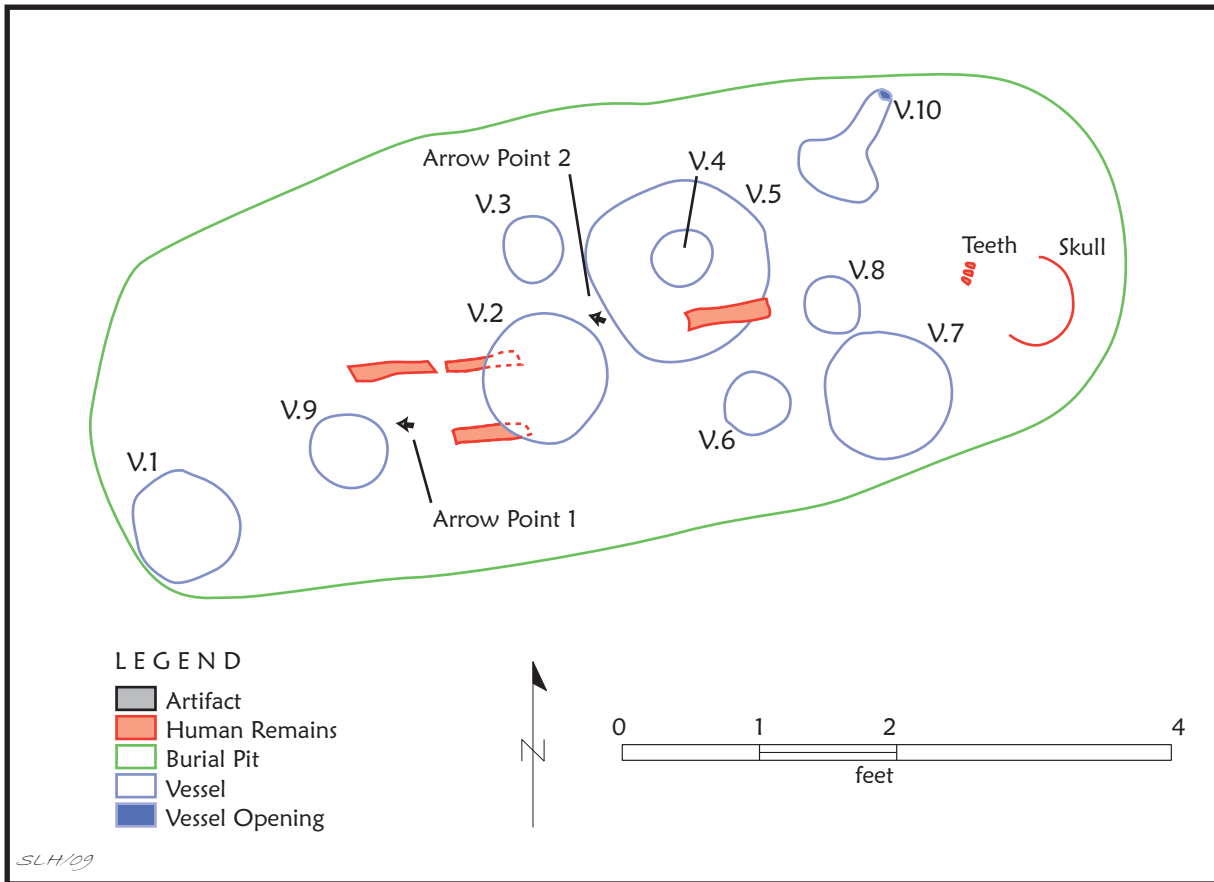 V.10
Arrow Point 2
V.4
V.5
V.3
Teeth
Skull
V.8
V.2
V.7
V.9
V.6
V.1
Arrow Point 1
LEGEND
Artifact
Human Remains
Burial Pit
Vessel
Vessel Opening
N
0 1 2 4
feet
SLH/09